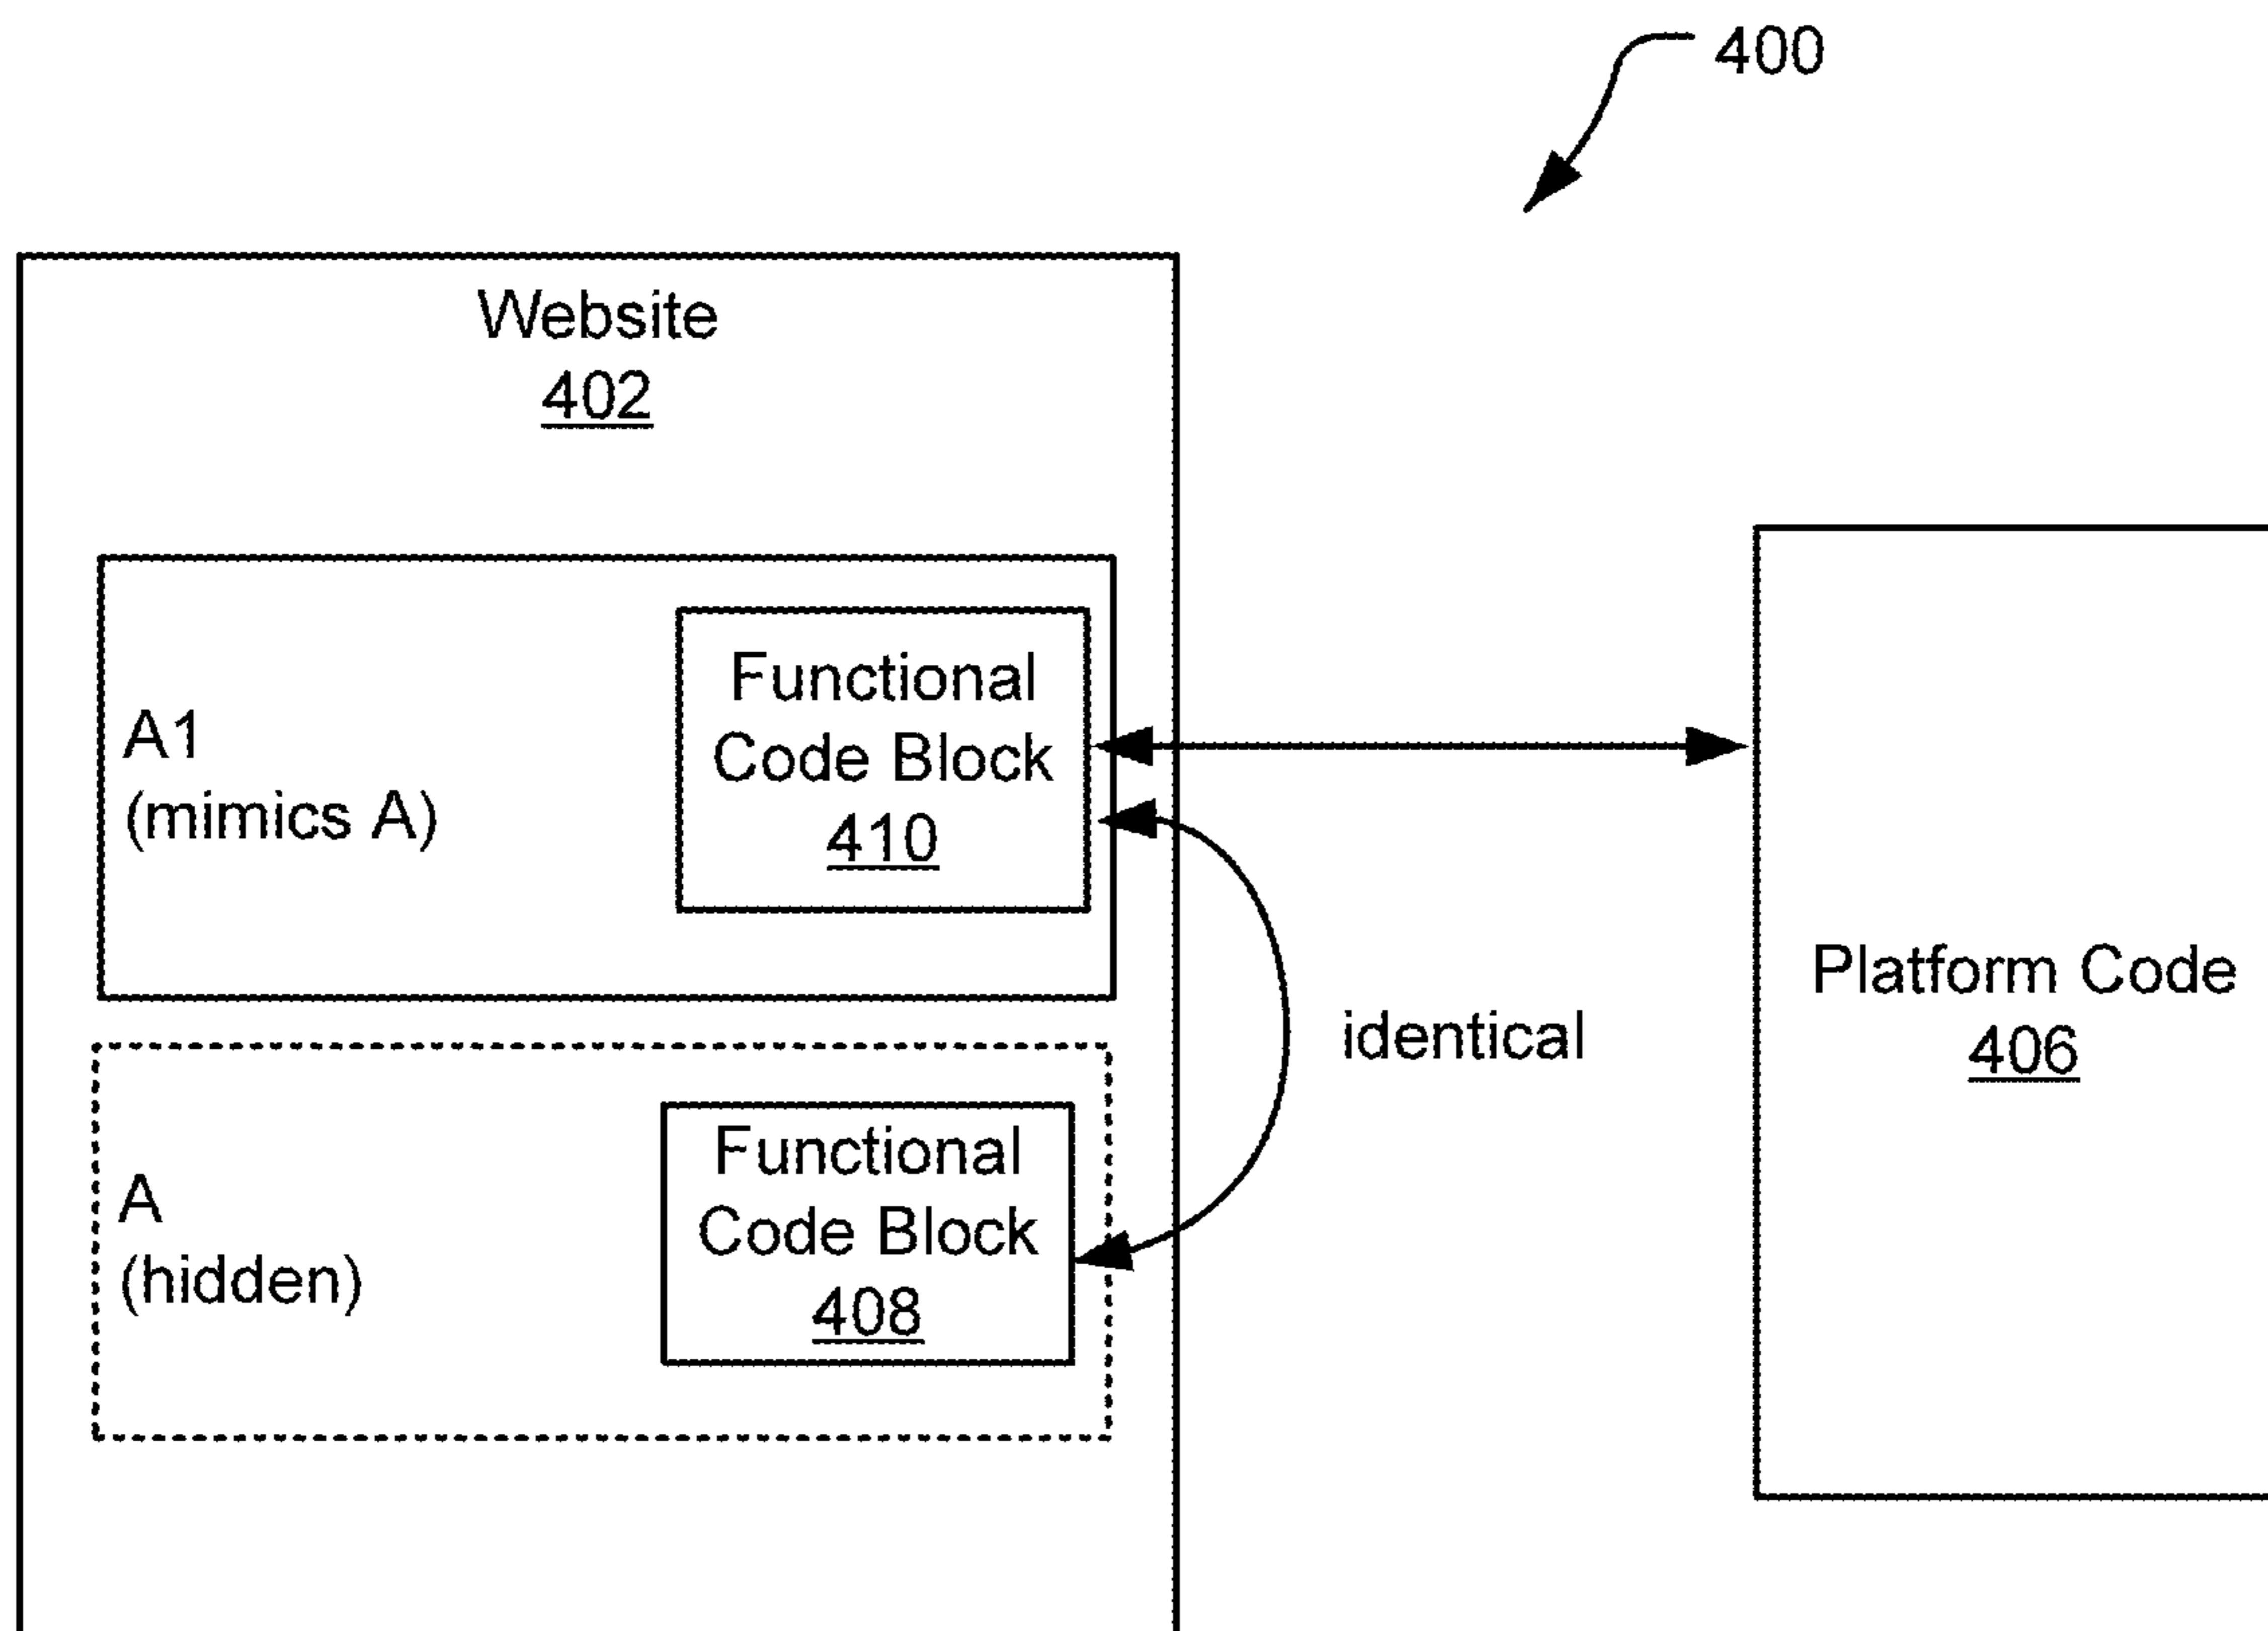 400
Website
402
A1
(mimics A)
Functional
Code Block
410
identical
Platform Code
406
A
(hidden)
Functional
Code Block
408